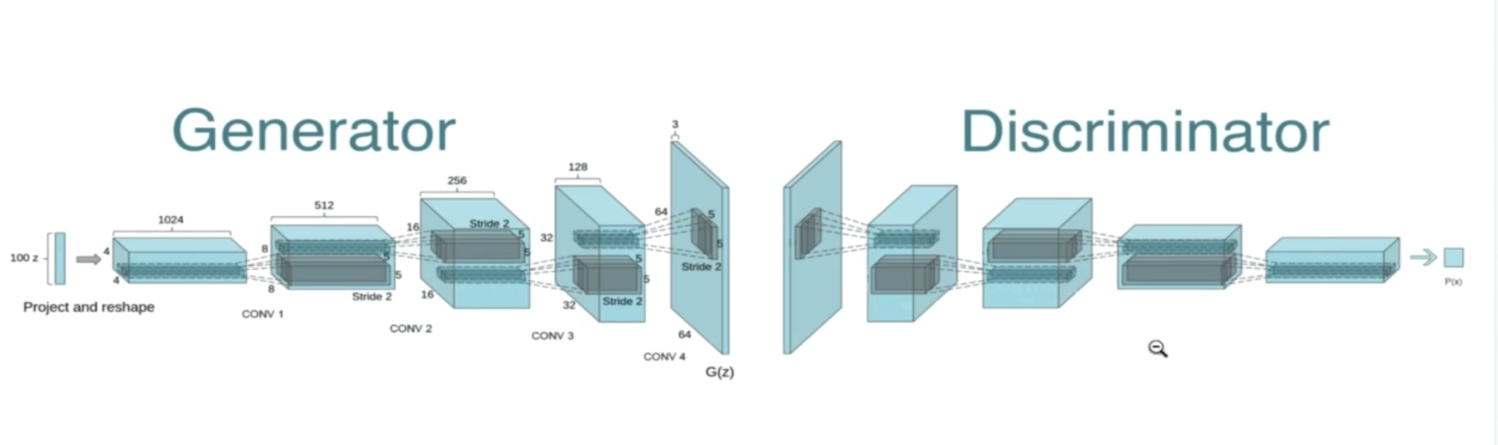 Generator
Discriminator
3
128
256
64
5
512
1024
16
Stride 2
5
32
5
8
4
5
5
5
100 z
Stride 2
5
5
4
8
Stride 2
16
32
Stride 2
P(x)
Project and reshape
CONV 1
CONV 2
CONV 3
64
CONV 4
G(z)